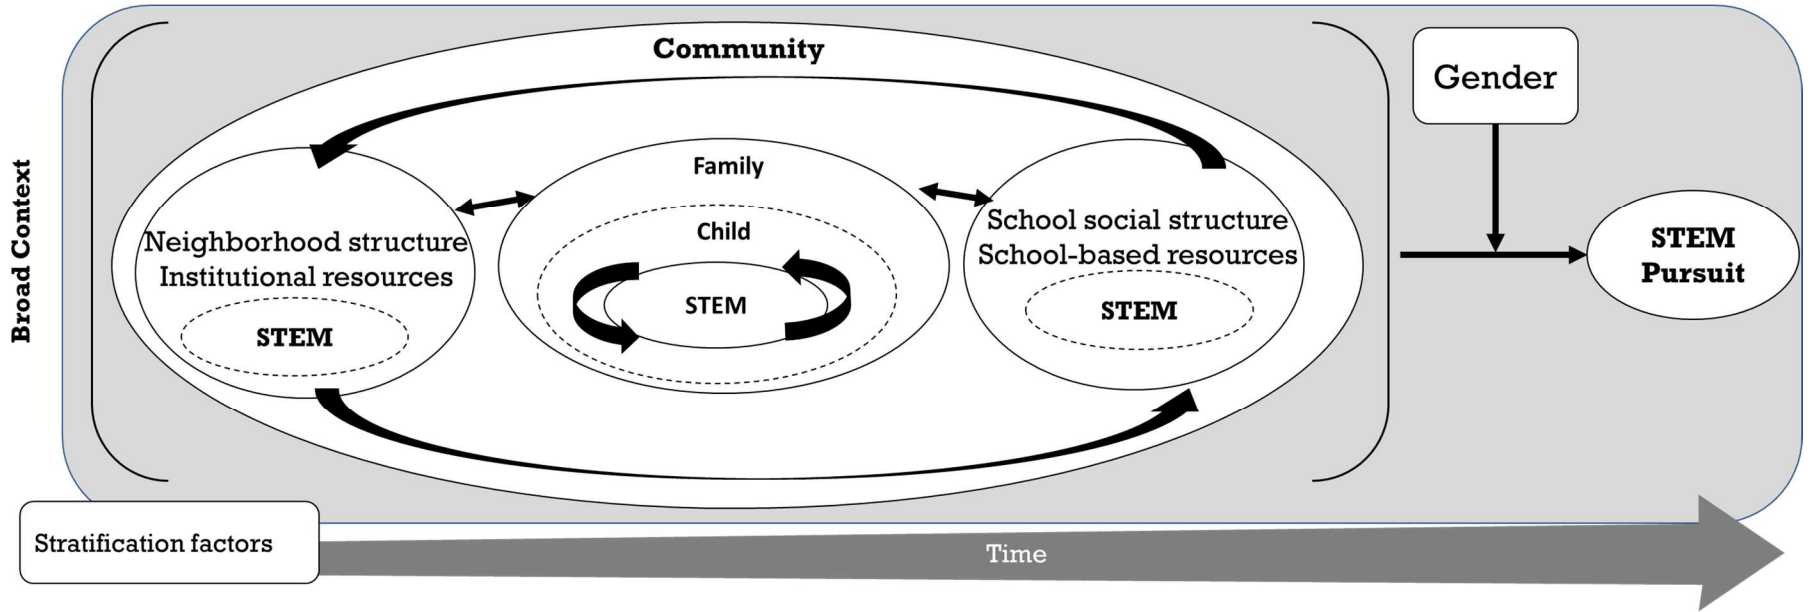 Broad Context
Community
Gender
Family
Child
STEM
Neighborhood structure
Institutional resources
STEM
School social structure
School-based resources
STEM
STEM
Pursuit
Stratification factors
Time